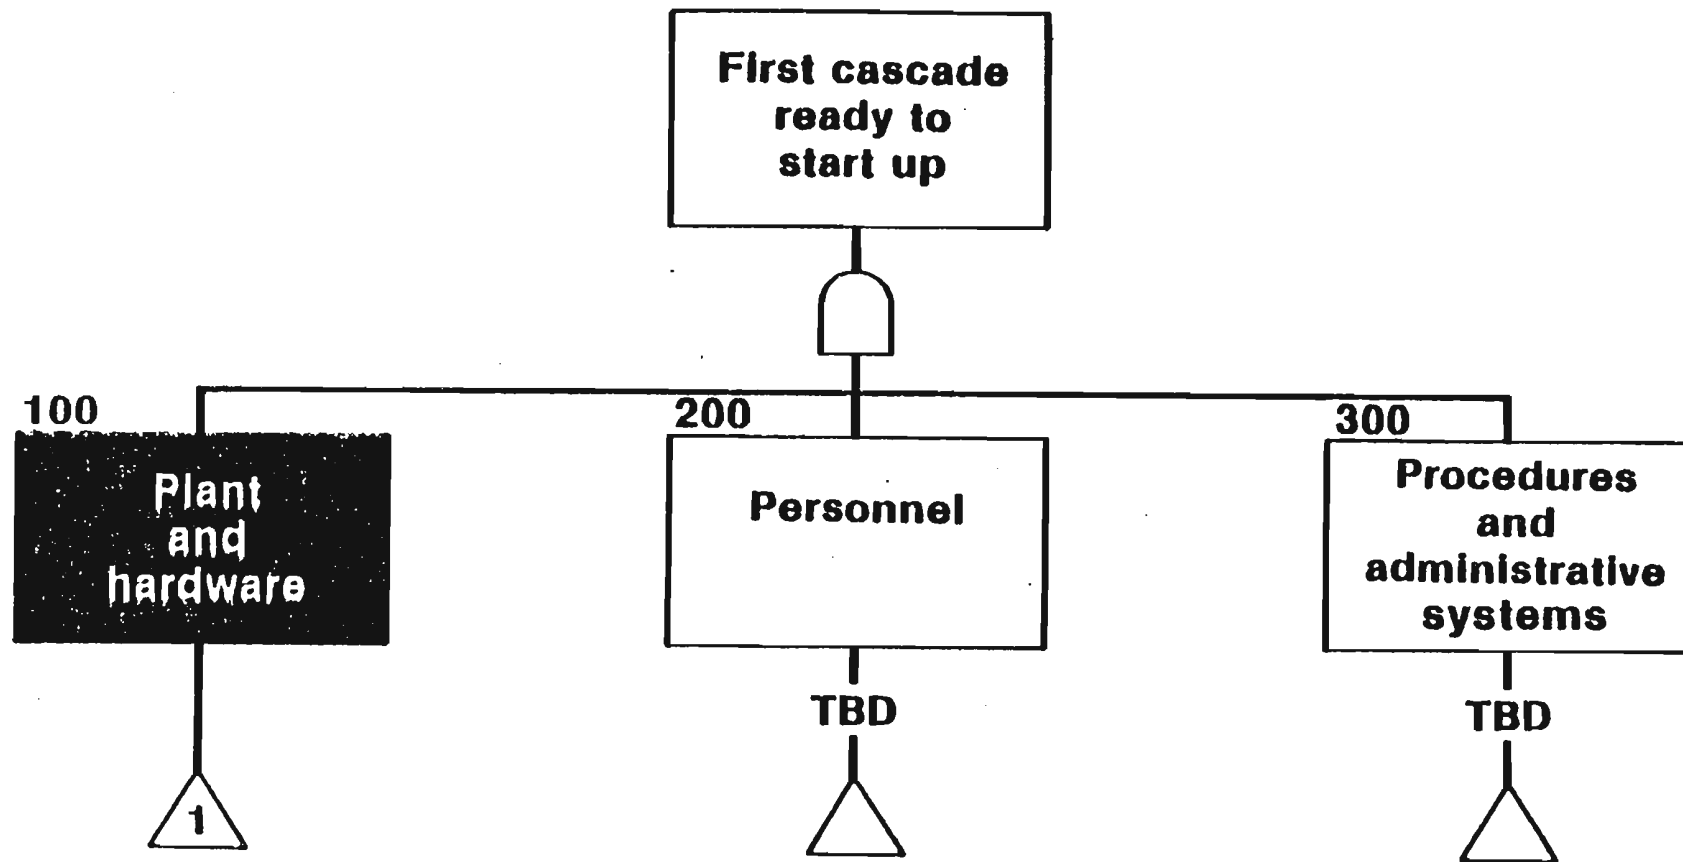 First cascade
ready to
start up
100
200
300
Plant
and
hardware
Personnel
Procedures
and
administrative
systems
TBD
TBD
1